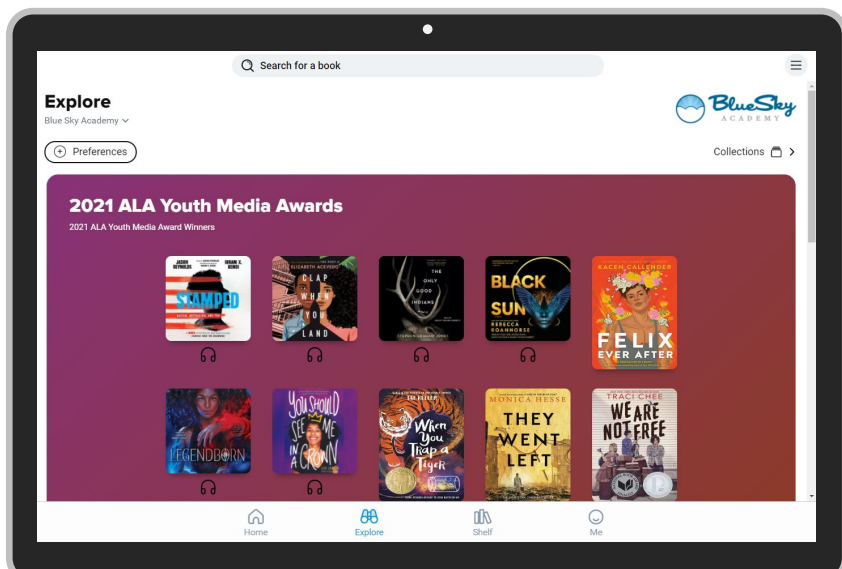 Search for a book
Explore
Blue Sky Academy
BlueSky
ACADEMY
Preferences
Collections
2021 ALA Youth Media Awards
2021 ALA Youth Media Award Winners
JASON REYNOLDS
IBRAM X. KENDI
STAMPED
ELIZABETH ACEVEDO
CLAP
WHEN
YOU
LAND
THE
ONLY
GOOD
INDIANS
STEPHEN GRAHAM JONES
BLACK
SUN
REBECCA
ROANHORSE
KACEN CALLENDER
FELIX
EVER AFTER
LEGENDBORN
YOU SHOULD
SEE ME
IN A CROWN
TAE KELLER
When
You
Trap a
Tiger
MONICA HESSE
THEY
WENT
LEFT
TRACI CHEE
WE ARE
NOT FREE
Home
Explore
Shelf
Me